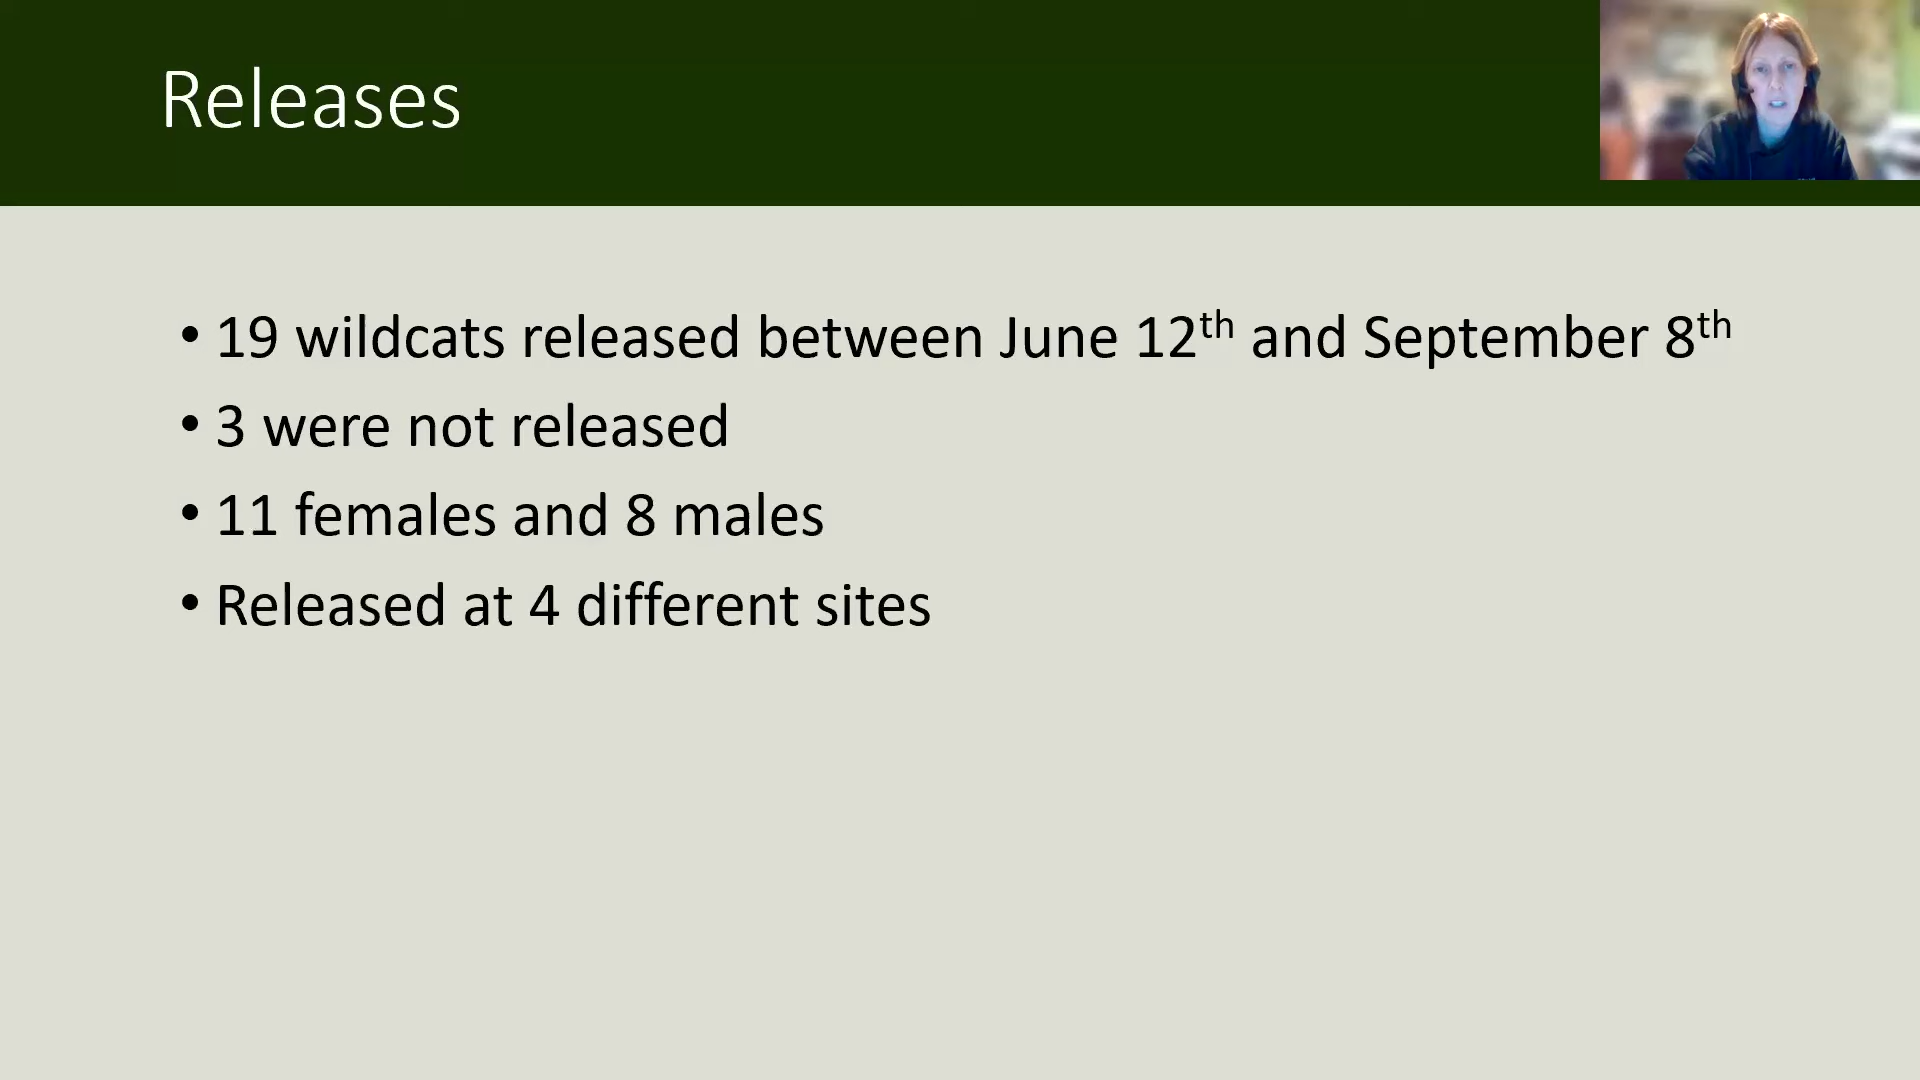 Releases
• 19 wildcats released between June 12th and September 8th
• 3 were not released
• 11 females and 8 males
• Released at 4 different sites